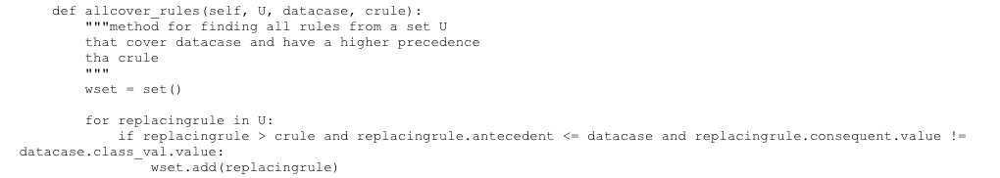 def allcover_rules(self, U, datacase, crule):
"""method for finding all rules from a set U
that cover datacase and have a higher precedence
tha crule
"""
wset = set()
for replacingrule in U:
if replacingrule > crule and replacingrule.antecedent <= datacase and replacingrule.consequent.value !=
datacase.class_val.value:
wset.add(replacingrule)